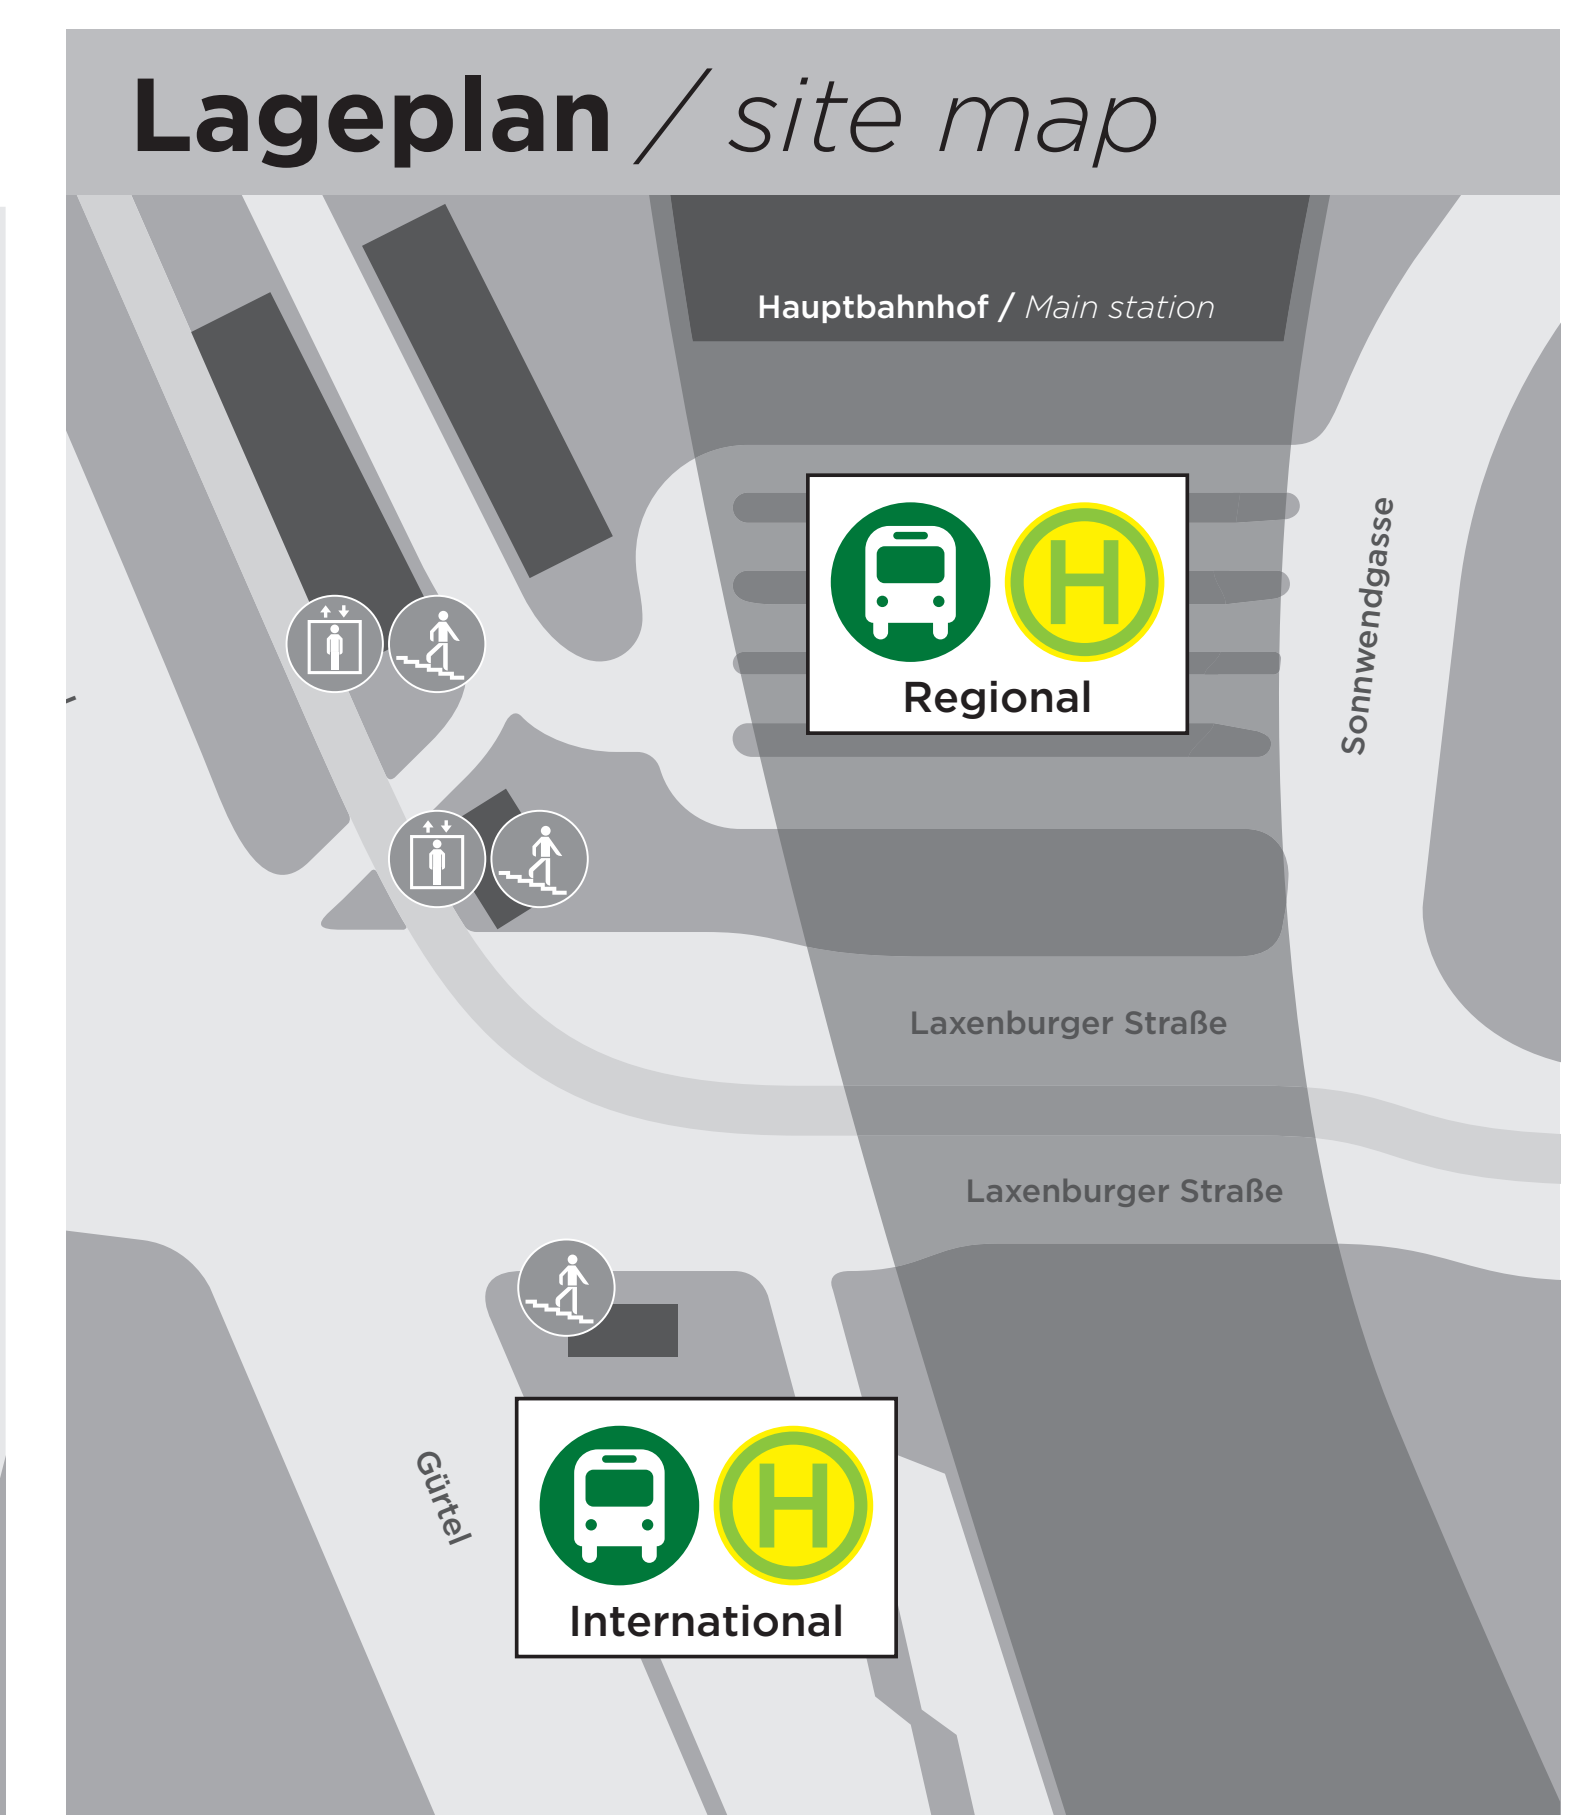 Lageplan / site map
Hauptbahnhof / Main station
H
Regional
Sonnwendgasse
Laxenburger Straße
Laxenburger Straße
Gürtel
H
International